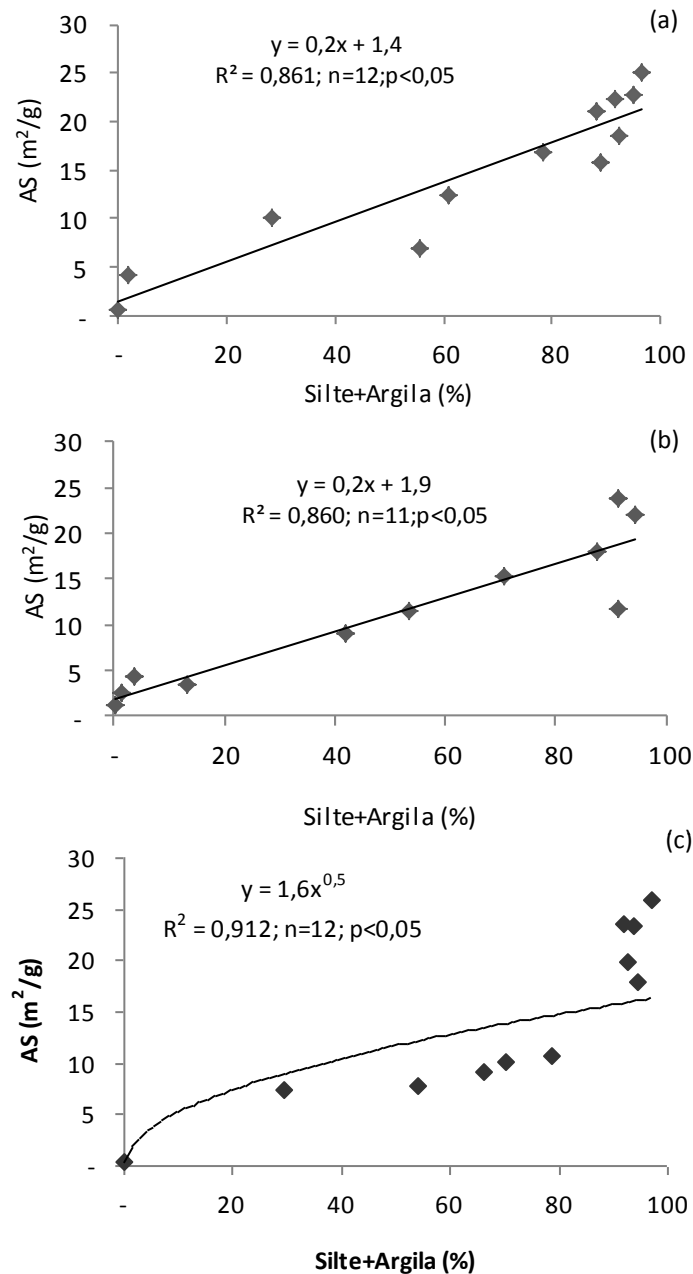 (a)
y = 0,2x + 1,4
R² = 0,861; n=12;p<0,05
AS (m²/g)
30
25
20
15
10
5
-
- 20 40 60 80 100
Silte+Argila (%)
(b)
y = 0,2x + 1,9
R² = 0,860; n=11;p<0,05
AS (m²/g)
30
25
20
15
10
5
-
- 20 40 60 80 100
Silte+Argila (%)
(c)
y = 1,6x^0,5
R² = 0,912; n=12; p<0,05
AS (m²/g)
30
25
20
15
10
5
-
- 20 40 60 80 100
Silte+Argila (%)